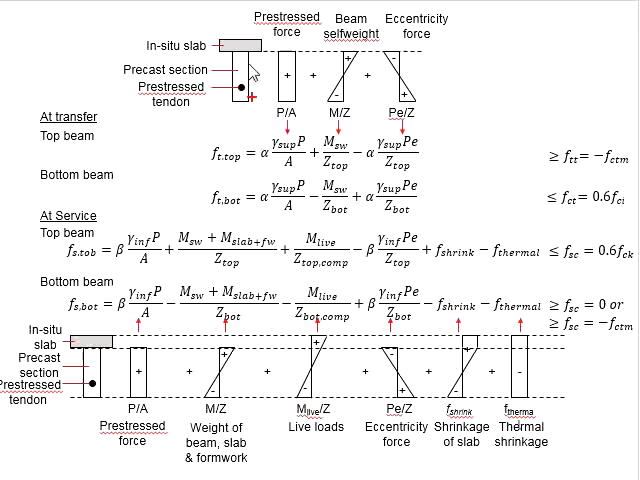 Prestressed force
Beam selfweight
Eccentricity force
In-situ slab
Precast section
Prestressed tendon
+ + - + + - +
P/A M/Z Pe/Z
At transfer
Top beam
f_{t.top} = α γ_{sup}P/A + M_{sw}/Z_{top} − α γ_{sup}Pe/Z_{top} ≥ f_{tt} = −f_{ctm}
Bottom beam
f_{t,bot} = α γ_{sup}P/A − M_{sw}/Z_{bot} + α γ_{sup}Pe/Z_{bot} ≤ f_{ct} = 0.6f_{ci}
At Service
Top beam
f_{s.tob} = β γ_{inf}P/A + M_{sw} + M_{slab+fw}/Z_{top} + M_{live}/Z_{top,comp} − β γ_{inf}Pe/Z_{top} + f_{shrink} − f_{thermal} ≤ f_{sc} = 0.6f_{ck}
Bottom beam
f_{s,bot} = β γ_{inf}P/A − M_{sw} + M_{slab+fw}/Z_{bot} − M_{live}/Z_{bot,comp} + β γ_{inf}Pe/Z_{bot} − f_{shrink} − f_{thermal} ≥ f_{sc} = 0 or
≥ f_{sc} = −f_{ctm}
In-situ slab
Precast section
Prestressed tendon
+ + + - + + - + - + + + - + -
P/A M/Z M_{live}/Z Pe/Z f_{shrink} f_{therma}
Prestressed force
Weight of beam, slab & formwork
Live loads
Eccentricity force
Shrinkage of slab
Thermal shrinkage